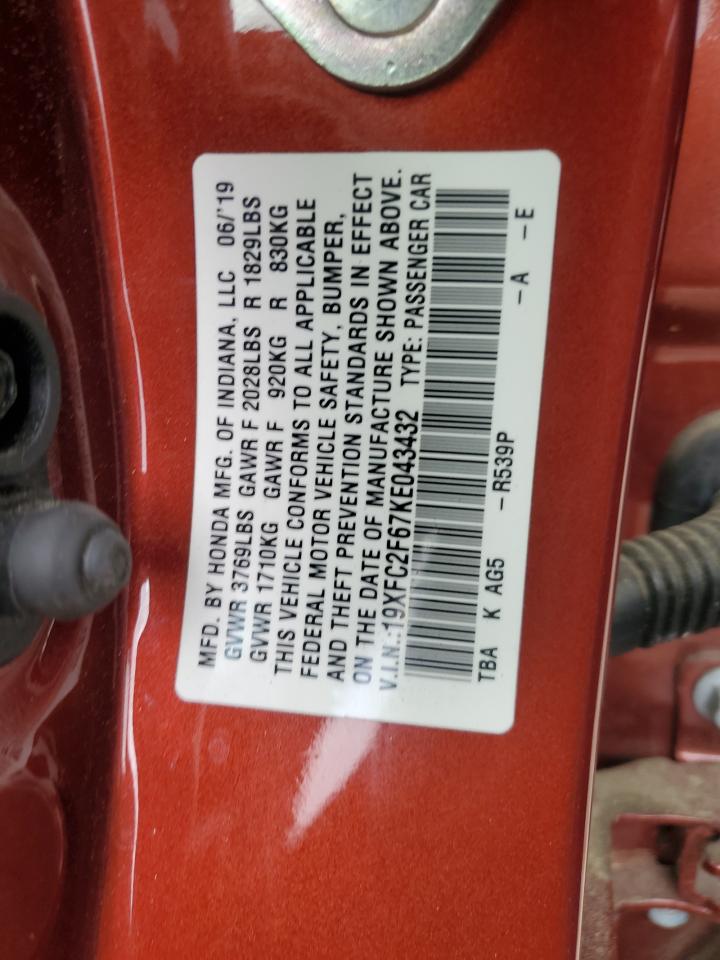 MFD. BY HONDA MFG. OF INDIANA, LLC 06/'19
GVWR 3769LBS GAWR F 2028LBS R 1829LBS
GVWR 1710KG GAWR F 920KG R 830KG
THIS VEHICLE CONFORMS TO ALL APPLICABLE
FEDERAL MOTOR VEHICLE SAFETY, BUMPER,
AND THEFT PREVENTION STANDARDS IN EFFECT
ON THE DATE OF MANUFACTURE SHOWN ABOVE.
V.I.N.:19XFC2F67KE043432 TYPE: PASSENGER CAR
TBA K AG5 -R539P -A -E